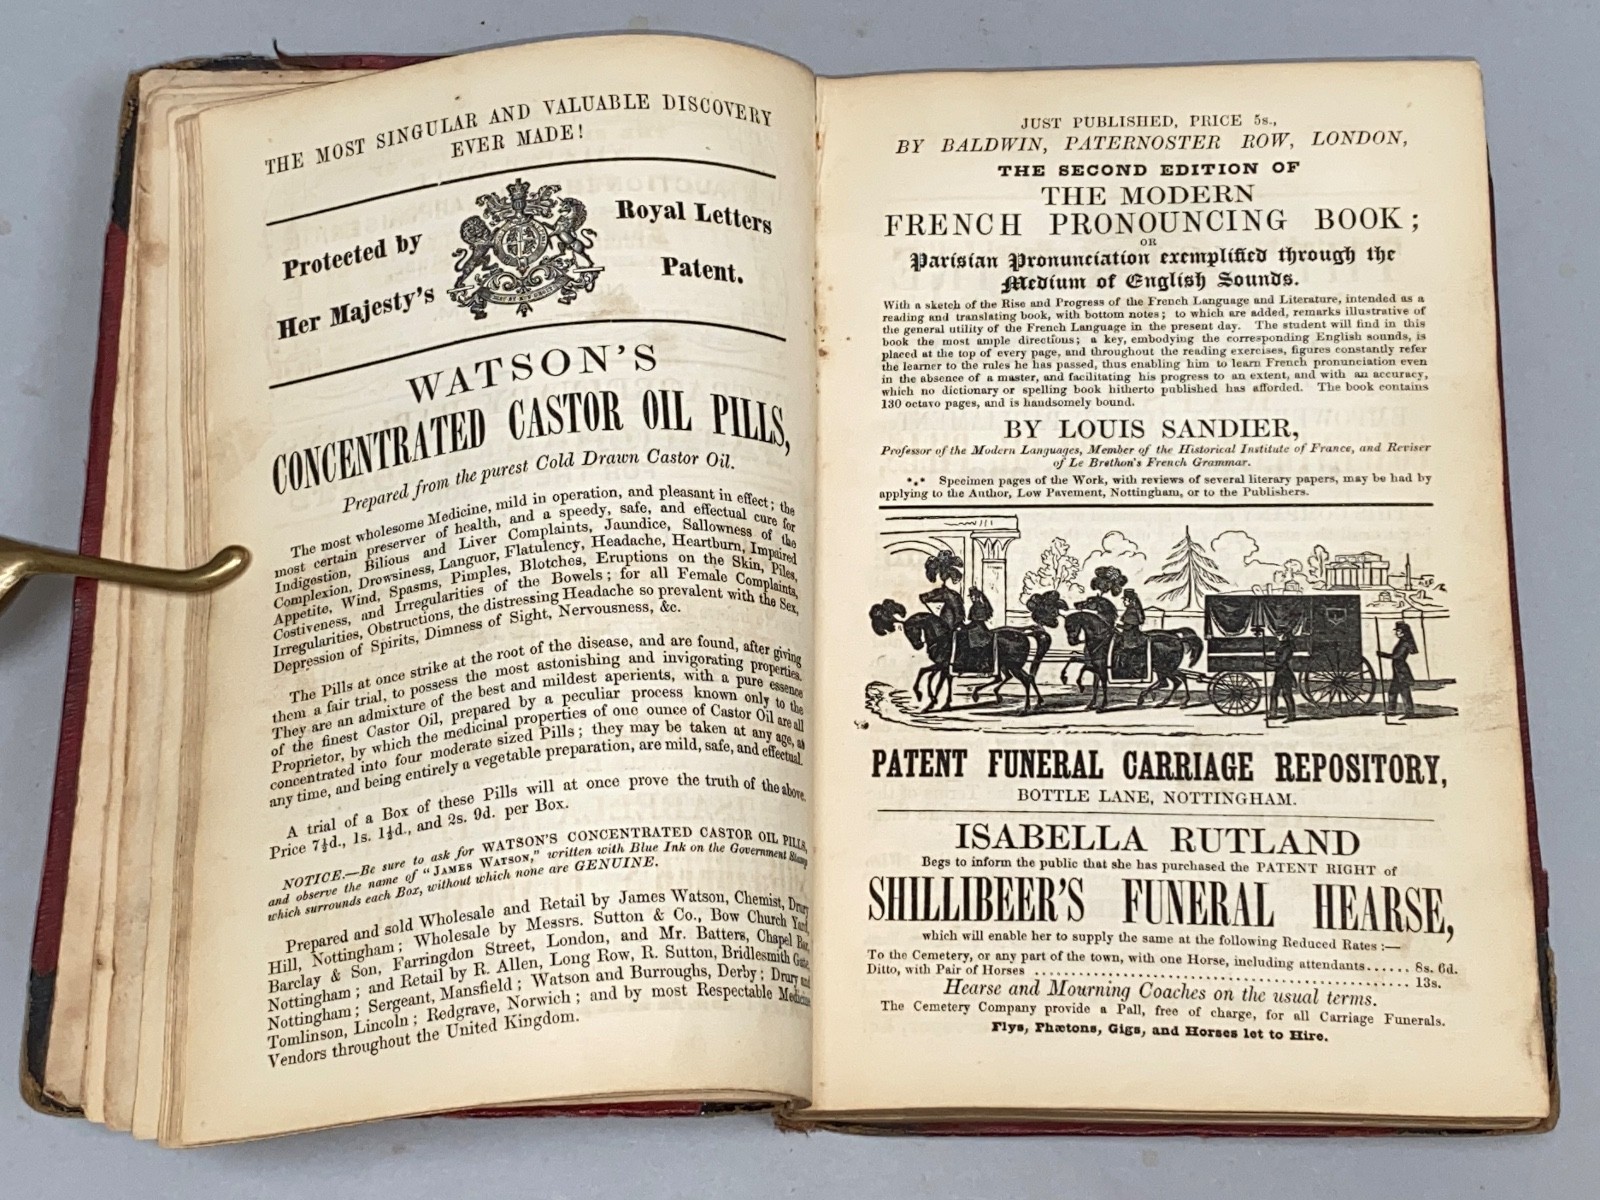 THE MOST SINGULAR AND VALUABLE DISCOVERY
EVER MADE!
Protected by
Her Majesty's
Royal Letters
Patent.
WATSON'S
CONCENTRATED CASTOR OIL PILLS,
Prepared from the purest Cold Drawn Castor Oil.
The most wholesome Medicine, mild in operation, and pleasant in effect; the
most certain preserver of health, and a speedy, safe, and effectual cure for
Indigestion, Bilious and Liver Complaints, Jaundice, Sallowness of the
Complexion, Drowsiness, Languor, Flatulency, Headache, Heartburn, Impaired
Appetite, Wind, Spasms, Pimples, Blotches, Eruptions on the Skin, Piles,
Costiveness, and Irregularities of the Bowels; for all Female Complaints,
Irregularities, Obstructions, the distressing Headache so prevalent with the Sex,
Depression of Spirits, Dimness of Sight, Nervousness, &c.
The Pills at once strike at the root of the disease, and are found, after giving
them a fair trial, to possess the most astonishing and invigorating properties.
They are an admixture of the best and mildest aperients, with a pure essence
of the finest Castor Oil, prepared by a peculiar process known only to the
Proprietor, by which the medicinal properties of one ounce of Castor Oil are all
concentrated into four moderate sized Pills; they may be taken at any age, at
any time, and being entirely a vegetable preparation, are mild, safe, and effectual.
A trial of a Box of these Pills will at once prove the truth of the above.
Price 7½d., 1s. 1½d., and 2s. 9d. per Box.
NOTICE.—Be sure to ask for WATSON'S CONCENTRATED CASTOR OIL PILLS,
and observe the name of "JAMES WATSON," written with Blue Ink on the Government Stamp
which surrounds each Box, without which none are GENUINE.
Prepared and sold Wholesale and Retail by James Watson, Chemist, Drury
Hill, Nottingham; Wholesale by Messrs. Sutton & Co., Bow Church Yard,
Barclay & Son, Farringdon Street, London, and Mr. Batters, Chapel Bar,
Nottingham; and Retail by R. Allen, Long Row, R. Sutton, Bridlesmith Gate,
Nottingham; Sergeant, Mansfield; Watson and Burroughs, Derby; Drury and
Tomlinson, Lincoln; Redgrave, Norwich; and by most Respectable Medicine
Vendors throughout the United Kingdom.
JUST PUBLISHED, PRICE 5s.,
BY BALDWIN, PATERNOSTER ROW, LONDON,
THE SECOND EDITION OF
THE MODERN
FRENCH PRONOUNCING BOOK;
OR
Parisian Pronunciation exemplified through the
Medium of English Sounds.
With a sketch of the Rise and Progress of the French Language and Literature, intended as a
reading and translating book, with bottom notes; to which are added, remarks illustrative of
the general utility of the French Language in the present day. The student will find in this
book the most ample directions; a key, embodying the corresponding English sounds, is
placed at the top of every page, and throughout the reading exercises, figures constantly refer
the learner to the rules he has passed, thus enabling him to learn French pronunciation even
in the absence of a master, and facilitating his progress to an extent, and with an accuracy,
which no dictionary or spelling book hitherto published has afforded. The book contains
130 octavo pages, and is handsomely bound.
BY LOUIS SANDIER,
Professor of the Modern Languages, Member of the Historical Institute of France, and Reviser
of Le Brethon's French Grammar.
*** Specimen pages of the Work, with reviews of several literary papers, may be had by
applying to the Author, Low Pavement, Nottingham, or to the Publishers.
PATENT FUNERAL CARRIAGE REPOSITORY,
BOTTLE LANE, NOTTINGHAM.
ISABELLA RUTLAND
Begs to inform the public that she has purchased the PATENT RIGHT of
SHILLIBEER'S FUNERAL HEARSE,
which will enable her to supply the same at the following Reduced Rates:—
To the Cemetery, or any part of the town, with one Horse, including attendants...... 8s. 6d.
Ditto, with Pair of Horses ........................................ 13s.
Hearse and Mourning Coaches on the usual terms.
The Cemetery Company provide a Pall, free of charge, for all Carriage Funerals.
Flys, Phætons, Gigs, and Horses let to Hire.